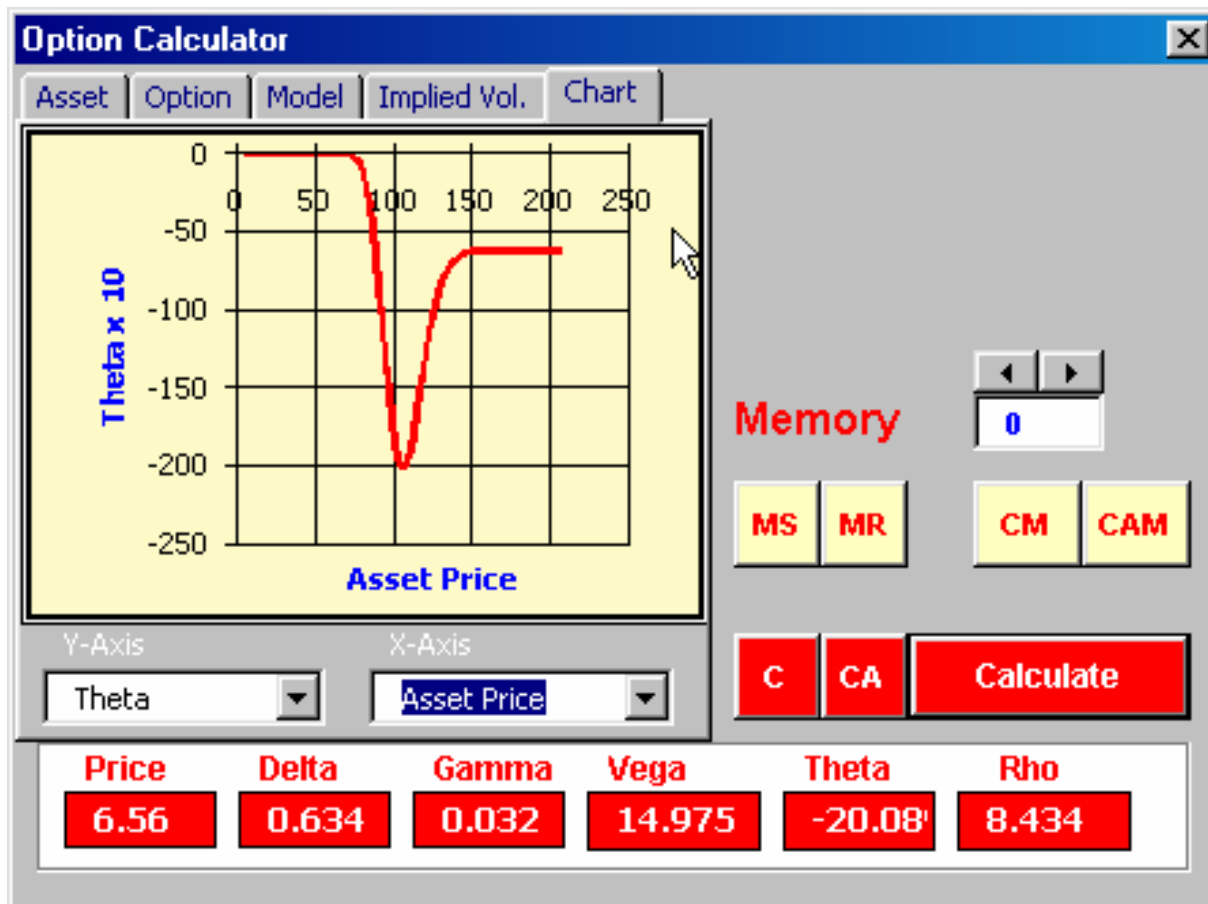 Option Calculator
Asset Option Model Implied Vol. Chart
0
0 50 100 150 200 250
-50
-100
-150
-200
-250
Theta x 10
Asset Price
Y-Axis X-Axis
Theta Asset Price
Memory
0
MS MR CM CAM
C CA Calculate
Price Delta Gamma Vega Theta Rho
6.56 0.634 0.032 14.975 -20.08 8.434